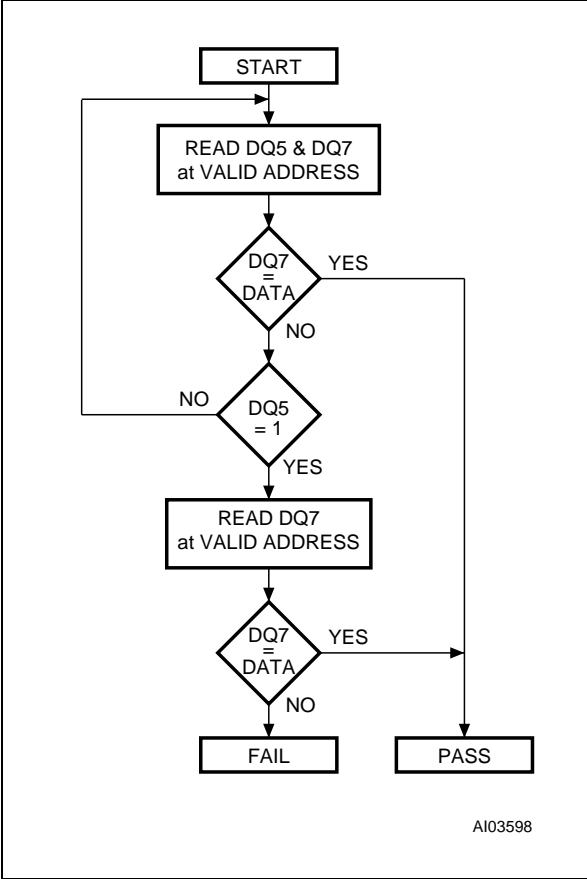 START
READ DQ5 & DQ7
at VALID ADDRESS
DQ7
=
DATA
YES
NO
DQ5
= 1
NO
YES
READ DQ7
at VALID ADDRESS
DQ7
=
DATA
YES
NO
FAIL
PASS
AI03598